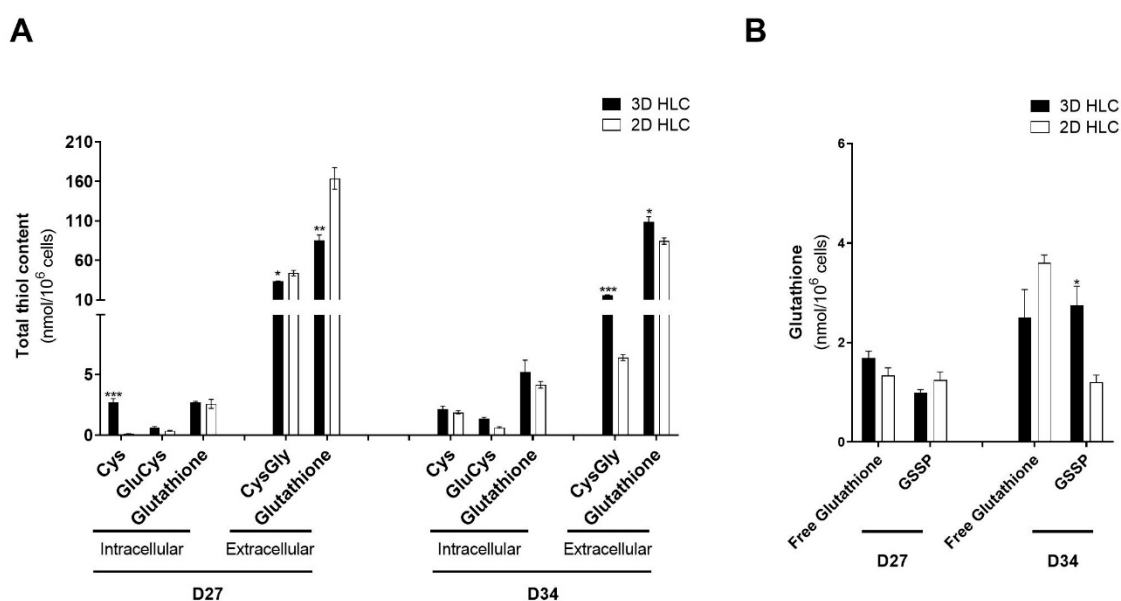 A
3D HLC
2D HLC
Total thiol content
(nmol/10⁶ cells)
210
160
110
60
10
5
0
***
*
**
***
*
Cys
GluCys
Glutathione
CysGly
Glutathione
Cys
GluCys
Glutathione
CysGly
Glutathione
Intracellular
Extracellular
Intracellular
Extracellular
D27
D34
B
3D HLC
2D HLC
Glutathione
(nmol/10⁶ cells)
6
4
2
0
*
Free Glutathione
GSSP
Free Glutathione
GSSP
D27
D34